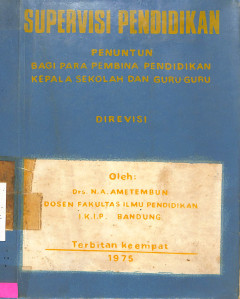 SUPERVISI PENDIDIKAN
PENUNTUN
BAGI PARA PEMBINA PENDIDIKAN
KEPALA SEKOLAH DAN GURU GURU
DIREVISI
Oleh:
Drs. N.A. AMETEMBUN
DOSEN FAKULTAS ILMU PENDIDIKAN
I.K.I.P. BANDUNG
Terbitan keempat
1975